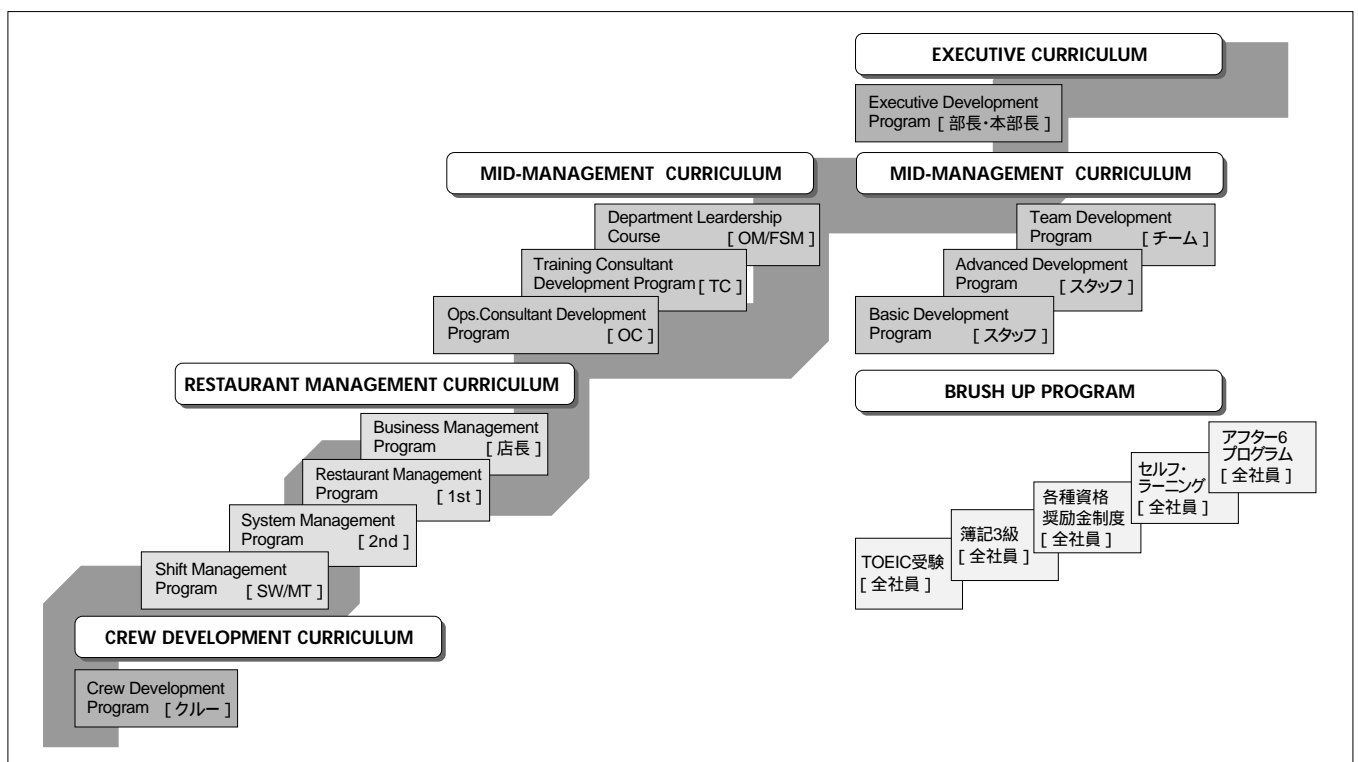 EXECUTIVE CURRICULUM
Executive Development
Program [ 部長・本部長 ]
MID-MANAGEMENT CURRICULUM
Department Leardership
Course [ OM/FSM ]
Training Consultant
Development Program [ TC ]
Ops.Consultant Development
Program [ OC ]
MID-MANAGEMENT CURRICULUM
Team Development
Program [ チーム ]
Advanced Development
Program [ スタッフ ]
Basic Development
Program [ スタッフ ]
RESTAURANT MANAGEMENT CURRICULUM
Business Management
Program [ 店長 ]
Restaurant Management
Program [ 1st ]
System Management
Program [ 2nd ]
Shift Management
Program [ SW/MT ]
BRUSH UP PROGRAM
アフター6
プログラム
[ 全社員 ]
セルフ・
ラーニング
[ 全社員 ]
各種資格
奨励金制度
[ 全社員 ]
簿記3級
[ 全社員 ]
TOEIC受験
[ 全社員 ]
CREW DEVELOPMENT CURRICULUM
Crew Development
Program [ クルー ]